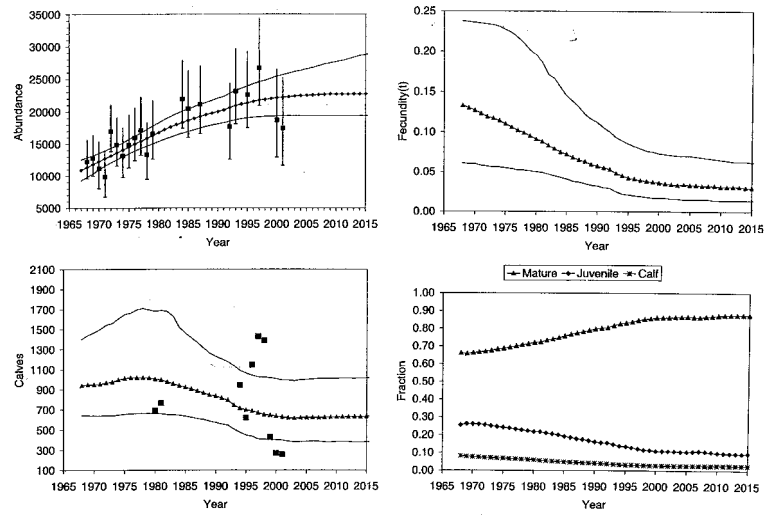 35000
30000
25000
20000
15000
10000
5000
Abundance
1965 1970 1975 1980 1985 1990 1995 2000 2005 2010 2015
Year
0.25
0.20
0.15
0.10
0.05
0.00
Fecundity(t)
1965 1970 1975 1980 1985 1990 1995 2000 2005 2010 2015
Year
2100
1900
1700
1500
1300
1100
900
700
500
300
100
Calves
1965 1970 1975 1980 1985 1990 1995 2000 2005 2010 2015
Year
Mature Juvenile Calf
1.00
0.90
0.80
0.70
0.60
0.50
0.40
0.30
0.20
0.10
0.00
Fraction
1965 1970 1975 1980 1985 1990 1995 2000 2005 2010 2015
Year